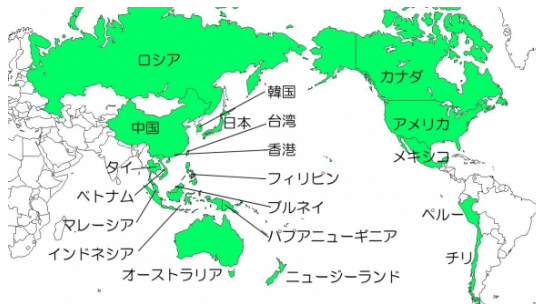 ロシア
カナダ
韓国
中国
日本
台湾
アメリカ
香港
メキシコ
タイ
フィリピン
ベトナム
ブルネイ
ペルー
マレーシア
パプアニューギニア
インドネシア
チリ
オーストラリア
ニュージーランド